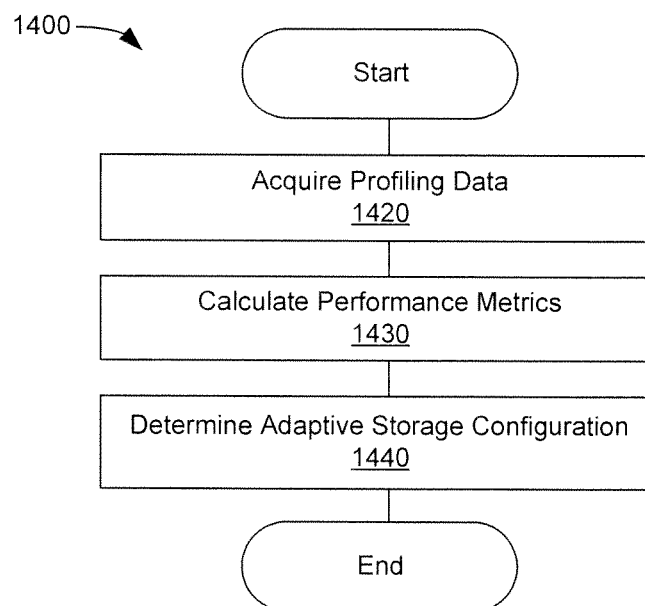 1400
Start
Acquire Profiling Data
1420
Calculate Performance Metrics
1430
Determine Adaptive Storage Configuration
1440
End